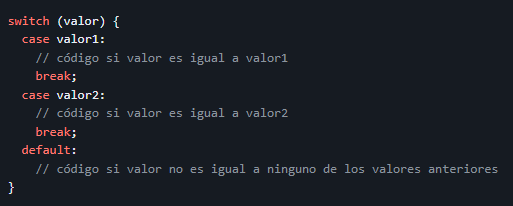 switch (valor) {
  case valor1:
    // código si valor es igual a valor1
    break;
  case valor2:
    // código si valor es igual a valor2
    break;
  default:
    // código si valor no es igual a ninguno de los valores anteriores
}